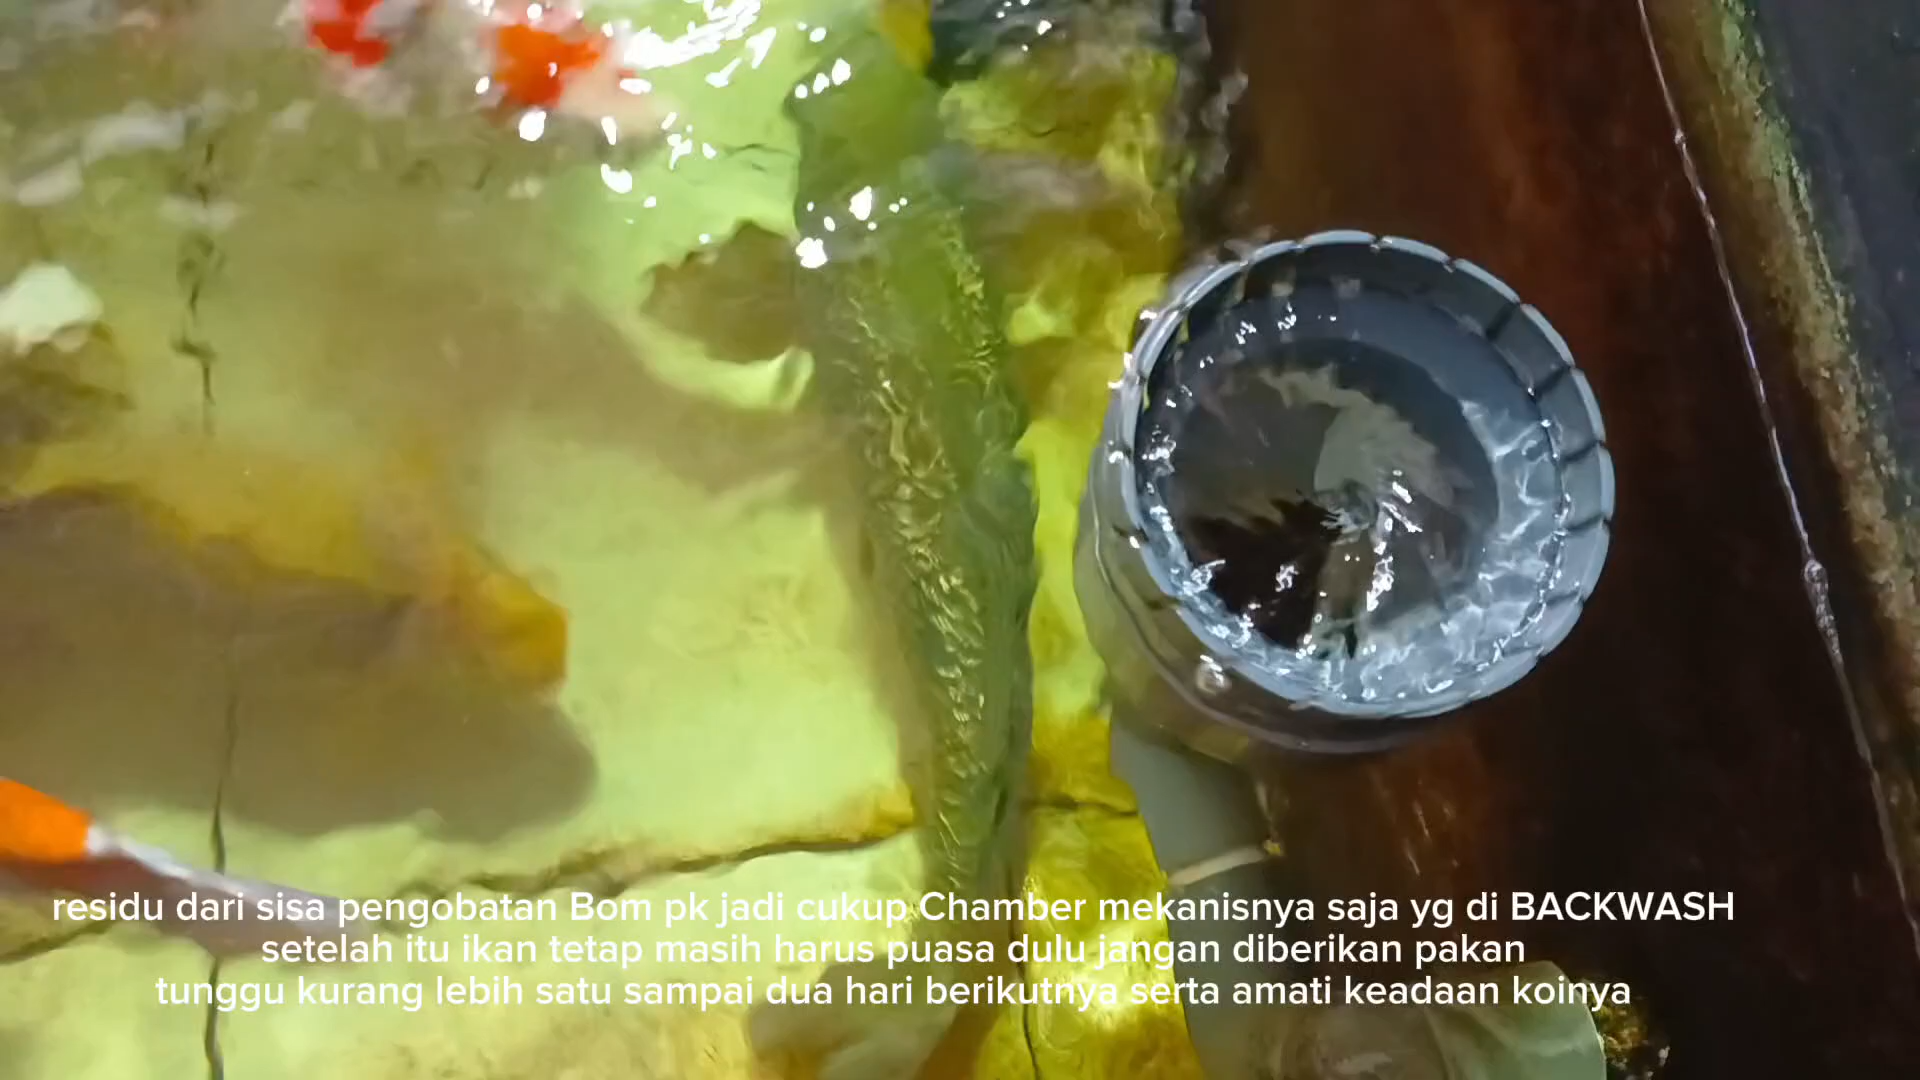 residu dari sisa pengobatan Bom pk jadi cukup Chamber mekanisnya saja yg di BACKWASH
setelah itu ikan tetap masih harus puasa dulu jangan diberikan pakan
tunggu kurang lebih satu sampai dua hari berikutnya serta amati keadaan koinya